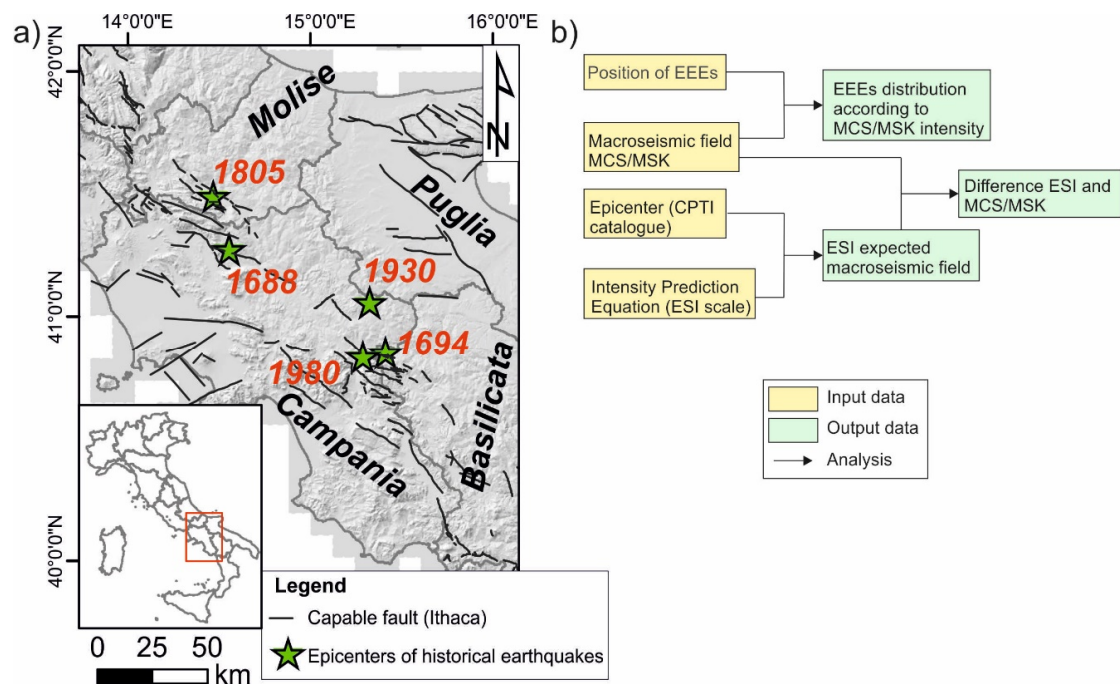 a)
14°0'0"E
15°0'0"E
16°0'0"E
42°0'0"N
41°0'0"N
40°0'0"N
N
Molise
Puglia
Campania
Basilicata
1805
1688
1930
1694
1980
0 25 50
km
Legend
Capable fault (Ithaca)
Epicenters of historical earthquakes
b)
Position of EEEs
Macroseismic field
MCS/MSK
Epicenter (CPTI
catalogue)
Intensity Prediction
Equation (ESI scale)
EEEs distribution
according to
MCS/MSK intensity
Difference ESI and
MCS/MSK
ESI expected
macroseismic field
Input data
Output data
Analysis